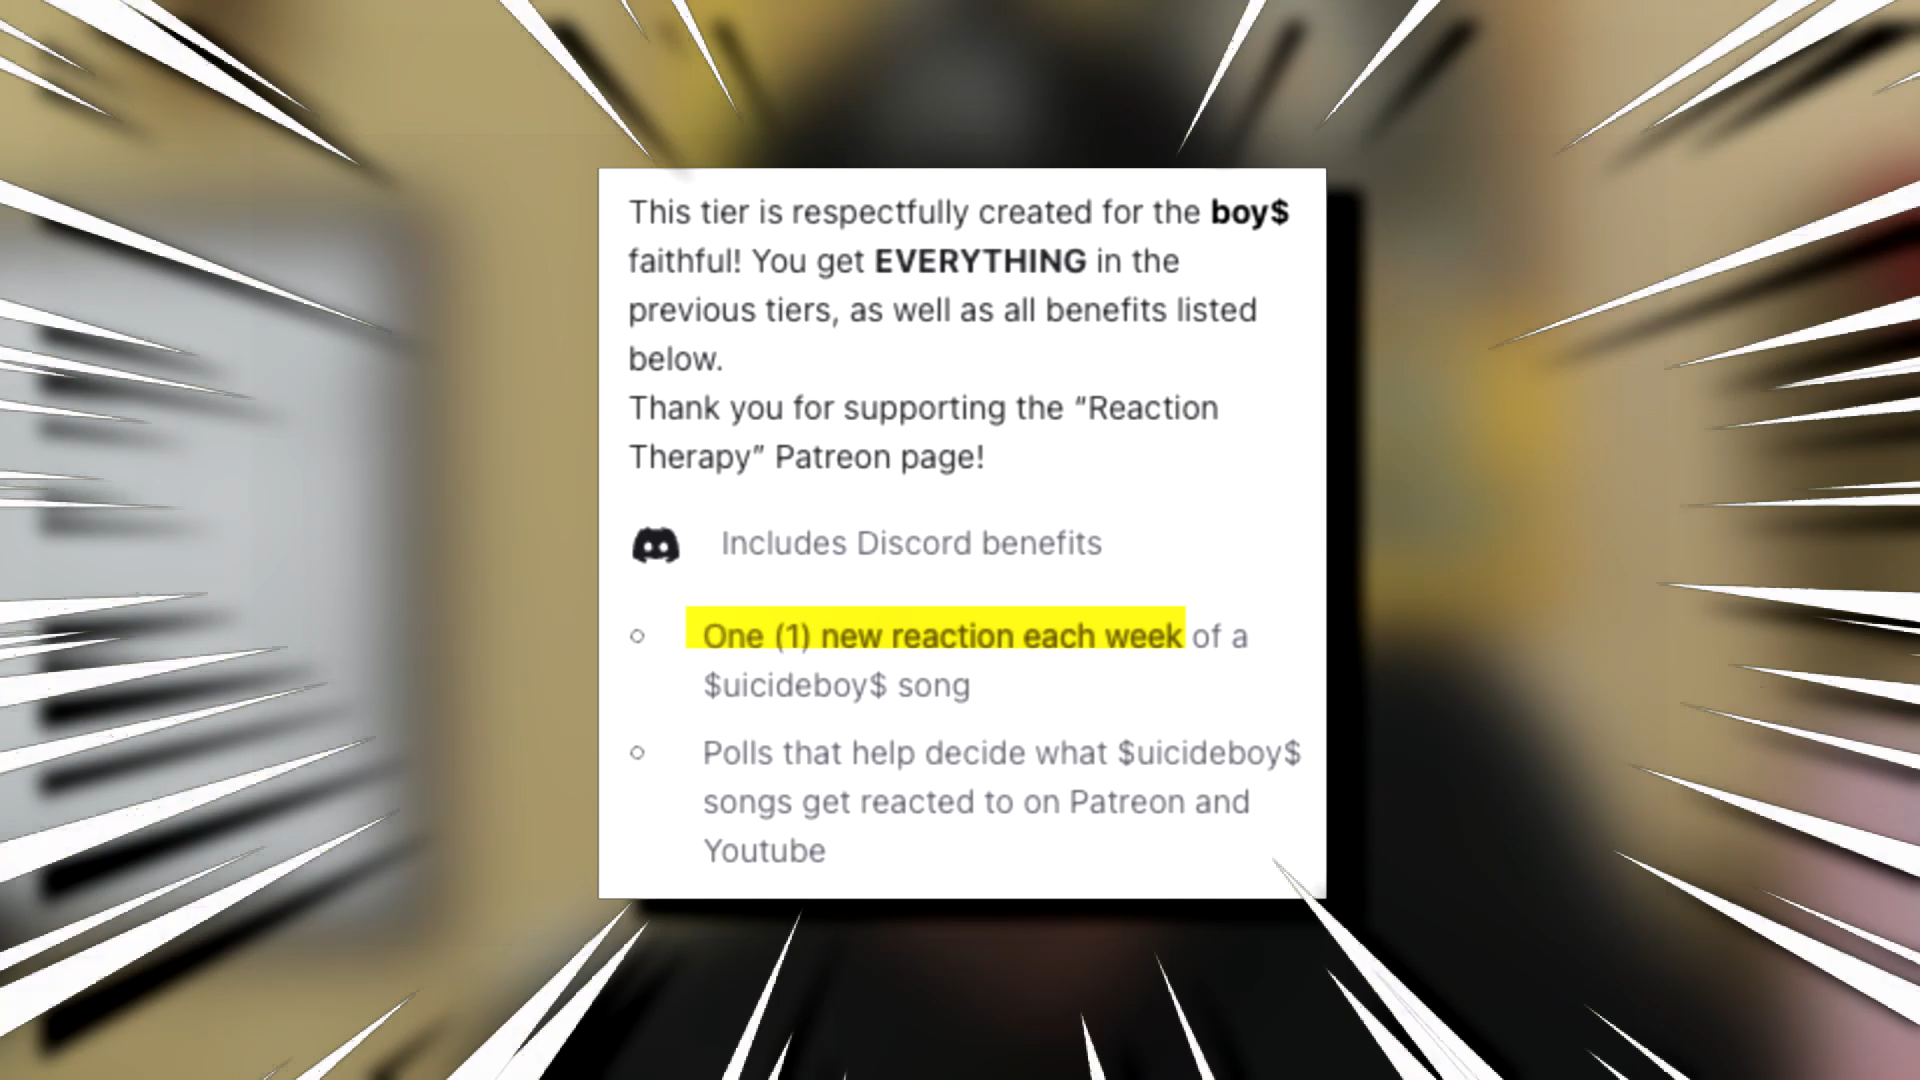 This tier is respectfully created for the boy$
faithful! You get EVERYTHING in the
previous tiers, as well as all benefits listed
below.
Thank you for supporting the “Reaction
Therapy” Patreon page!
Includes Discord benefits
One (1) new reaction each week of a
$uicideboy$ song
Polls that help decide what $uicideboy$
songs get reacted to on Patreon and
Youtube